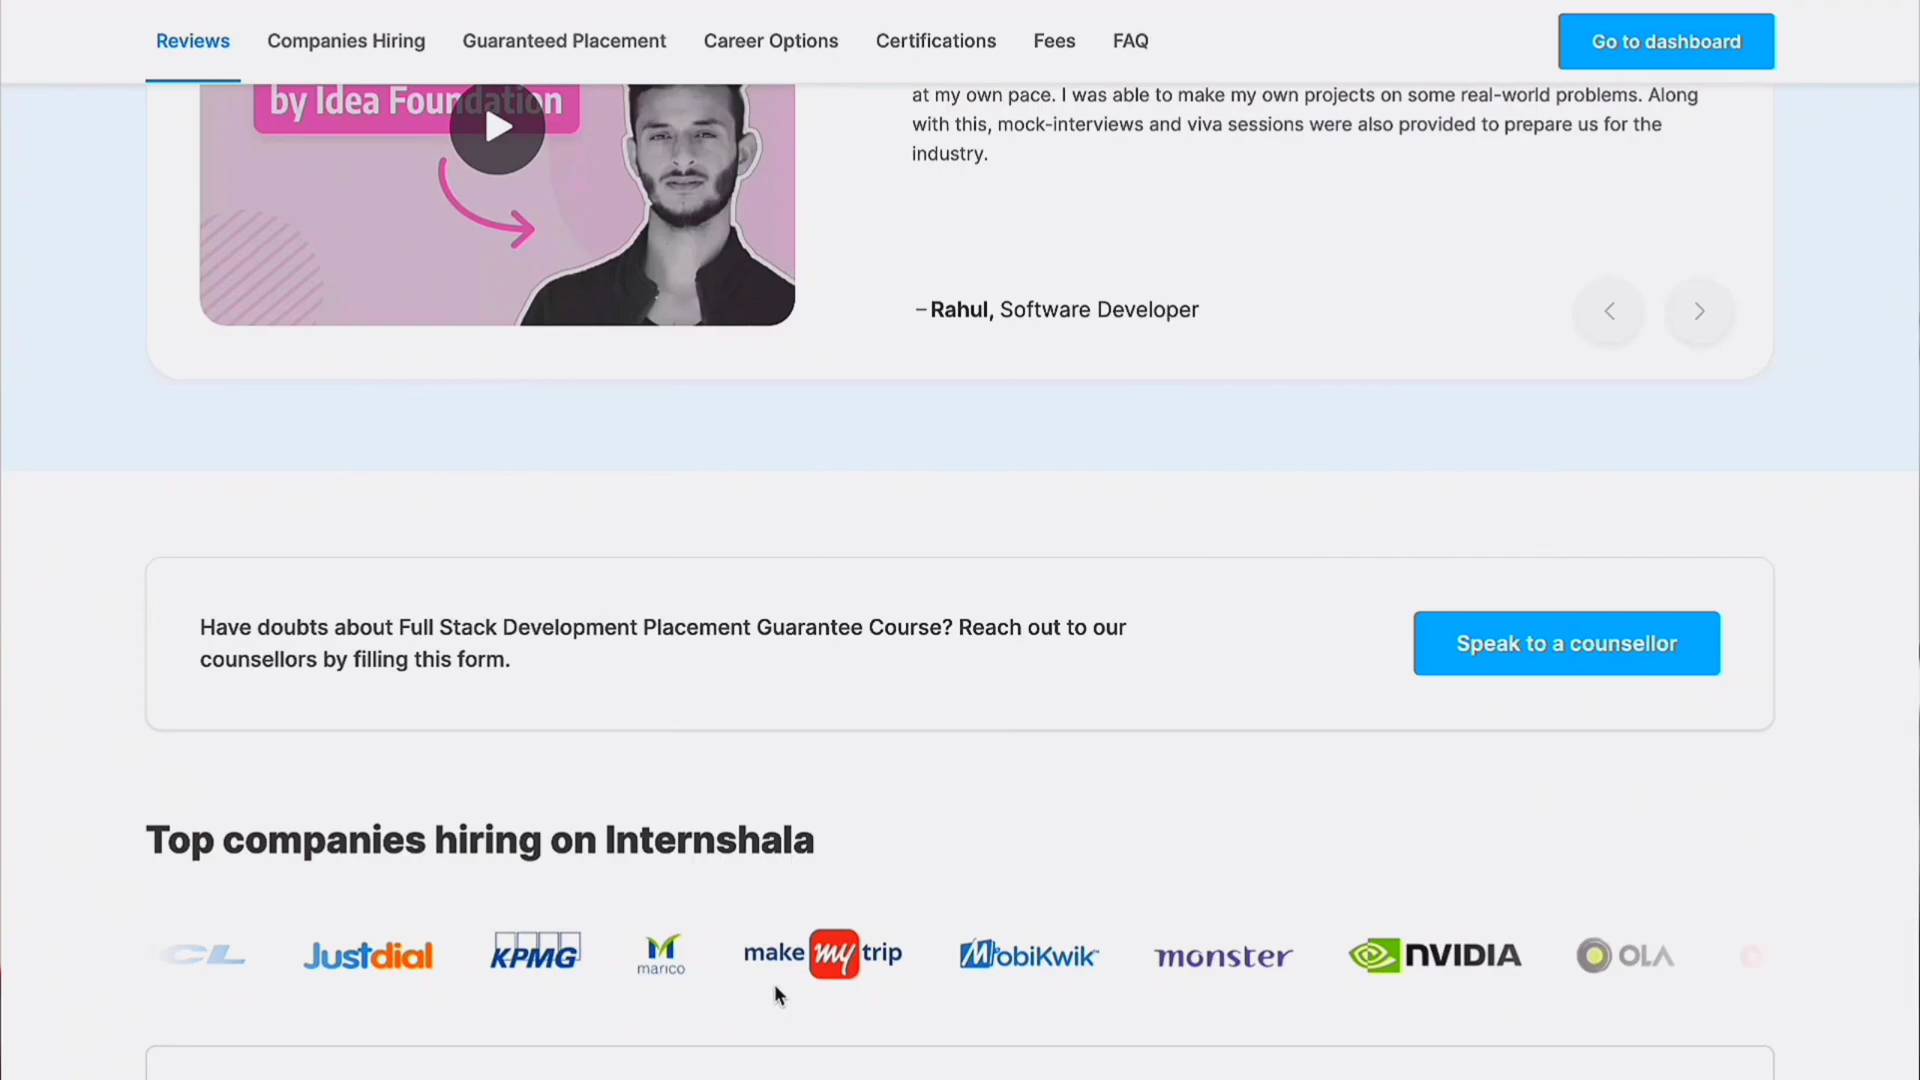 Reviews Companies Hiring Guaranteed Placement Career Options Certifications Fees FAQ Go to dashboard
by Idea Foundation
at my own pace. I was able to make my own projects on some real-world problems. Along
with this, mock-interviews and viva sessions were also provided to prepare us for the
industry.
– Rahul, Software Developer
Have doubts about Full Stack Development Placement Guarantee Course? Reach out to our
counsellors by filling this form.
Speak to a counsellor
Top companies hiring on Internshala
CL Justdial KPMG marico make my trip MobiKwik monster NVIDIA OLA